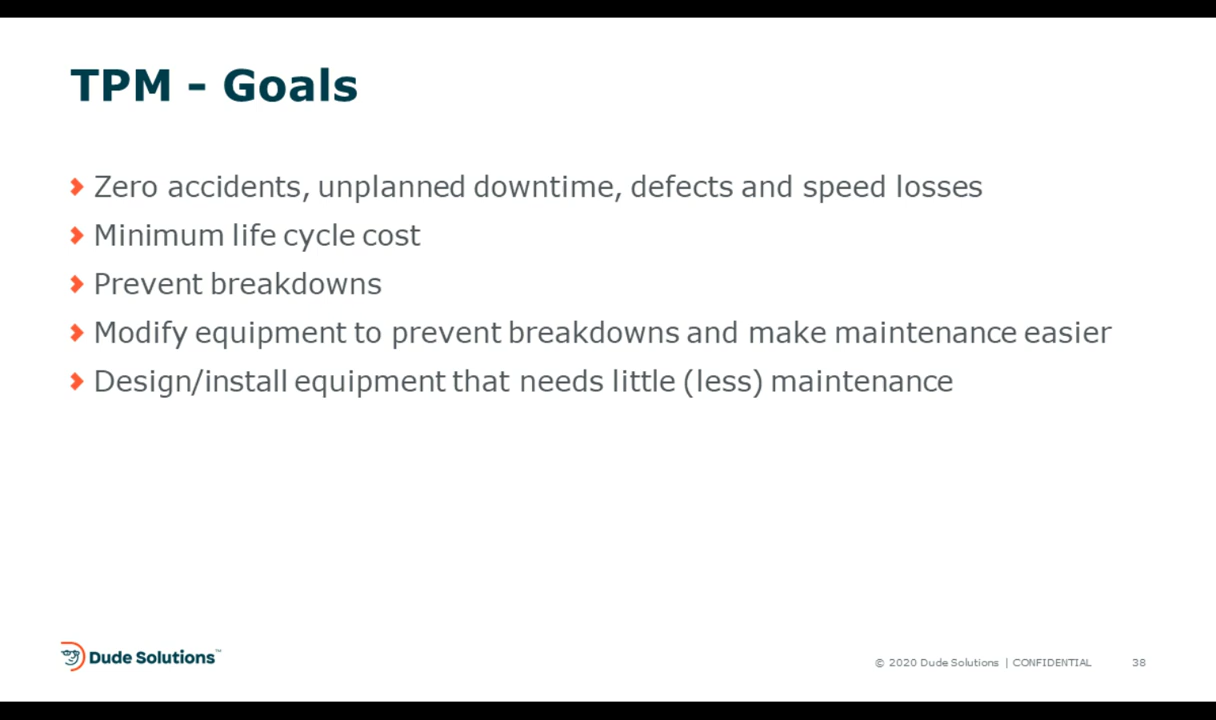 TPM - Goals
Zero accidents, unplanned downtime, defects and speed losses
Minimum life cycle cost
Prevent breakdowns
Modify equipment to prevent breakdowns and make maintenance easier
Design/install equipment that needs little (less) maintenance
Dude Solutions™
© 2020 Dude Solutions | CONFIDENTIAL 38